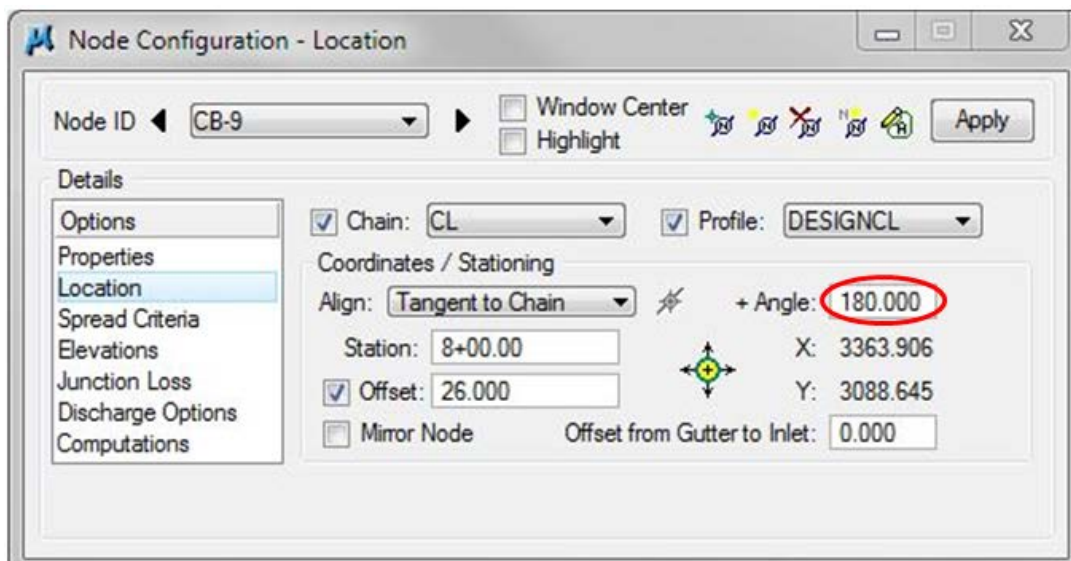 Node Configuration - Location
Node ID CB-9 Window Center Apply
Highlight
Details
Options Chain: CL Profile: DESIGNCL
Properties Coordinates / Stationing
Location Align: Tangent to Chain + Angle: 180.000
Spread Criteria
Elevations Station: 8+00.00 X: 3363.906
Junction Loss Offset: 26.000 Y: 3088.645
Discharge Options
Computations Mirror Node Offset from Gutter to Inlet: 0.000